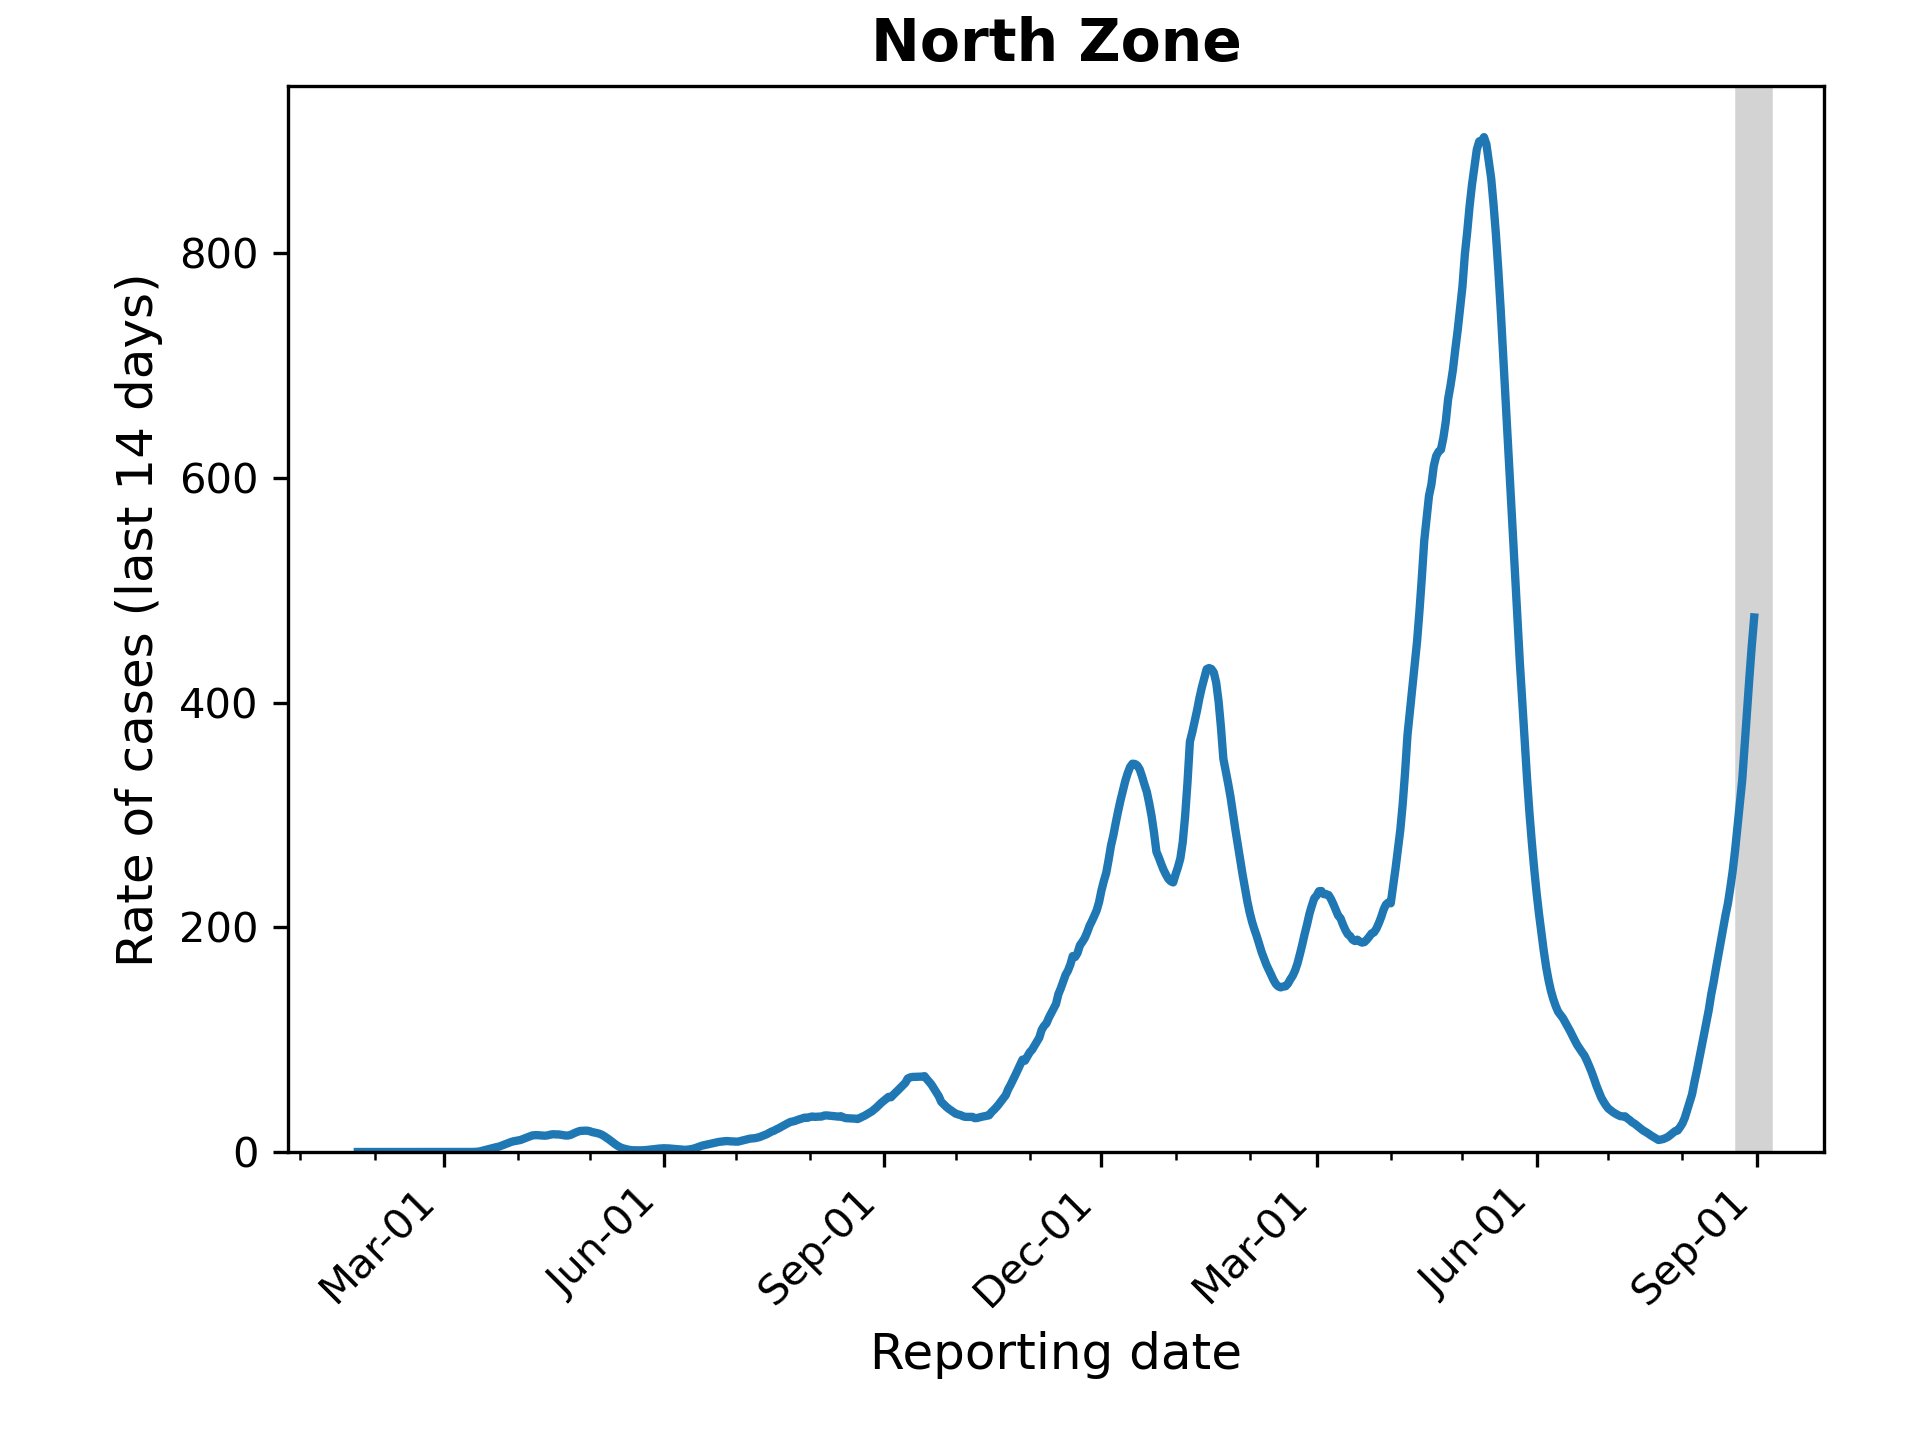 North Zone
Rate of cases (last 14 days)
800
600
400
200
0
Mar-01
Jun-01
Sep-01
Dec-01
Mar-01
Jun-01
Sep-01
Reporting date